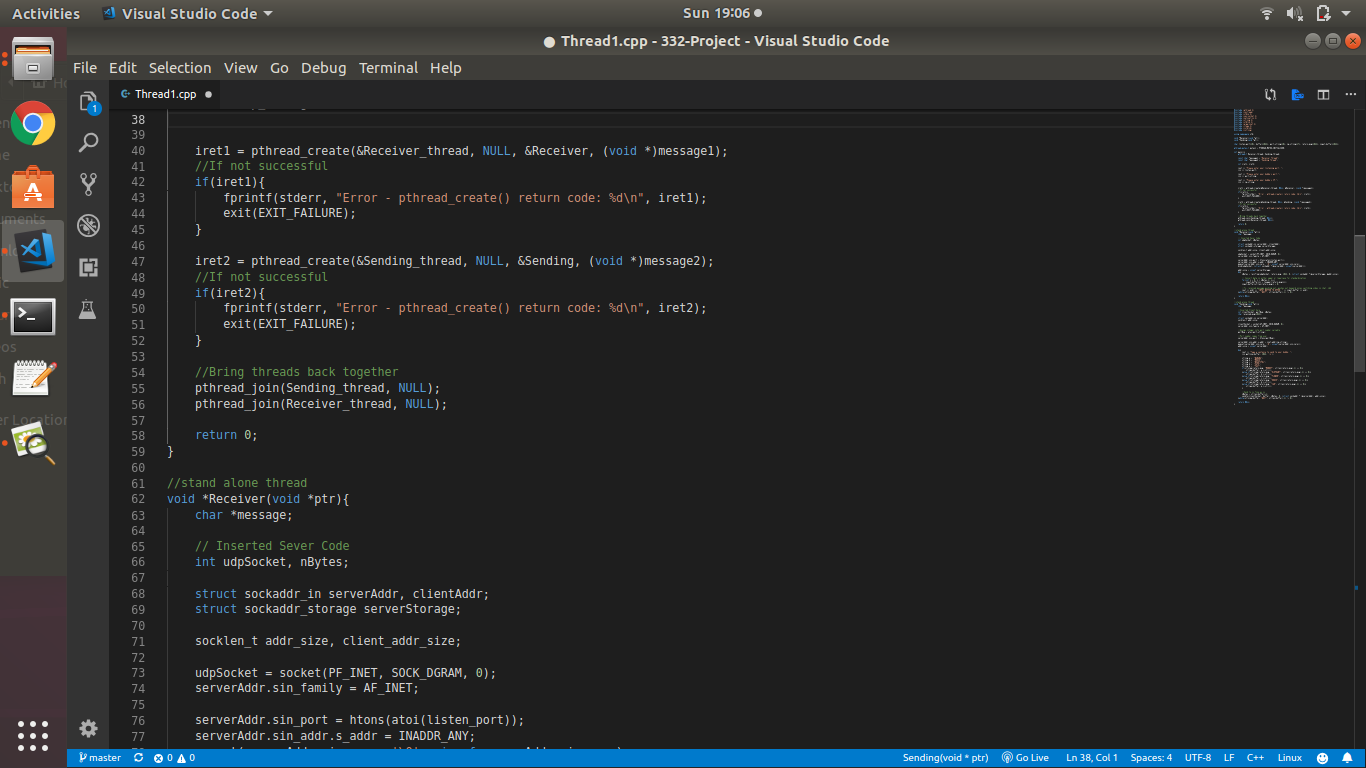 Activities
Visual Studio Code
Sun 19:06
Thread1.cpp - 332-Project - Visual Studio Code
File Edit Selection View Go Debug Terminal Help
1
Thread1.cpp
38
39
40 iret1 = pthread_create(&Receiver_thread, NULL, &Receiver, (void *)message1);
41 //If not successful
42 if(iret1){
43 fprintf(stderr, "Error - pthread_create() return code: %d\n", iret1);
44 exit(EXIT_FAILURE);
45 }
46
47 iret2 = pthread_create(&Sending_thread, NULL, &Sending, (void *)message2);
48 //If not successful
49 if(iret2){
50 fprintf(stderr, "Error - pthread_create() return code: %d\n", iret2);
51 exit(EXIT_FAILURE);
52 }
53
54 //Bring threads back together
55 pthread_join(Sending_thread, NULL);
56 pthread_join(Receiver_thread, NULL);
57
58 return 0;
59 }
60
61 //stand alone thread
62 void *Receiver(void *ptr){
63 char *message;
64
65 // Inserted Sever Code
66 int udpSocket, nBytes;
67
68 struct sockaddr_in serverAddr, clientAddr;
69 struct sockaddr_storage serverStorage;
70
71 socklen_t addr_size, client_addr_size;
72
73 udpSocket = socket(PF_INET, SOCK_DGRAM, 0);
74 serverAddr.sin_family = AF_INET;
75
76 serverAddr.sin_port = htons(atoi(listen_port));
77 serverAddr.sin_addr.s_addr = INADDR_ANY;
master 0 0 Sending(void * ptr) Go Live Ln 38, Col 1 Spaces: 4 UTF-8 LF C++ Linux